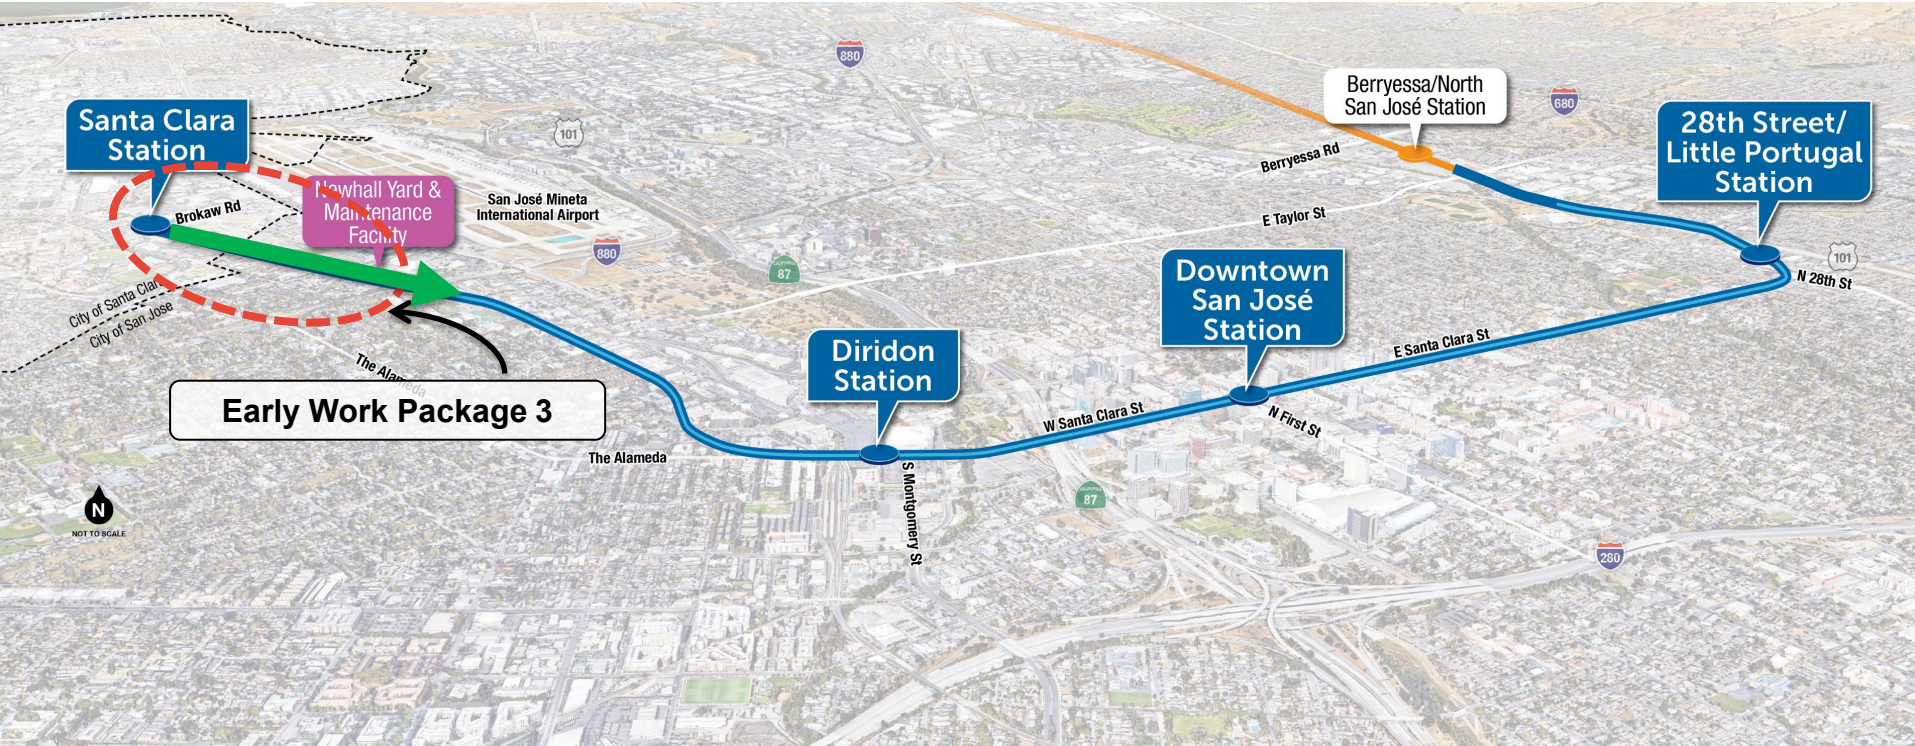 880
Berryessa/North
San José Station
680
Santa Clara
Station
101
28th Street/
Little Portugal
Station
Berryessa Rd
Newhall Yard &
Maintenance
Facility
San José Mineta
International Airport
Brokaw Rd
E Taylor St
880
CALIFORNIA
87
101
N 28th St
Downtown
San José
Station
City of Santa Clara
City of San Jose
E Santa Clara St
Diridon
Station
The Alameda
Early Work Package 3
W Santa Clara St
N First St
The Alameda
S Montgomery St
CALIFORNIA
87
N
NOT TO SCALE
280